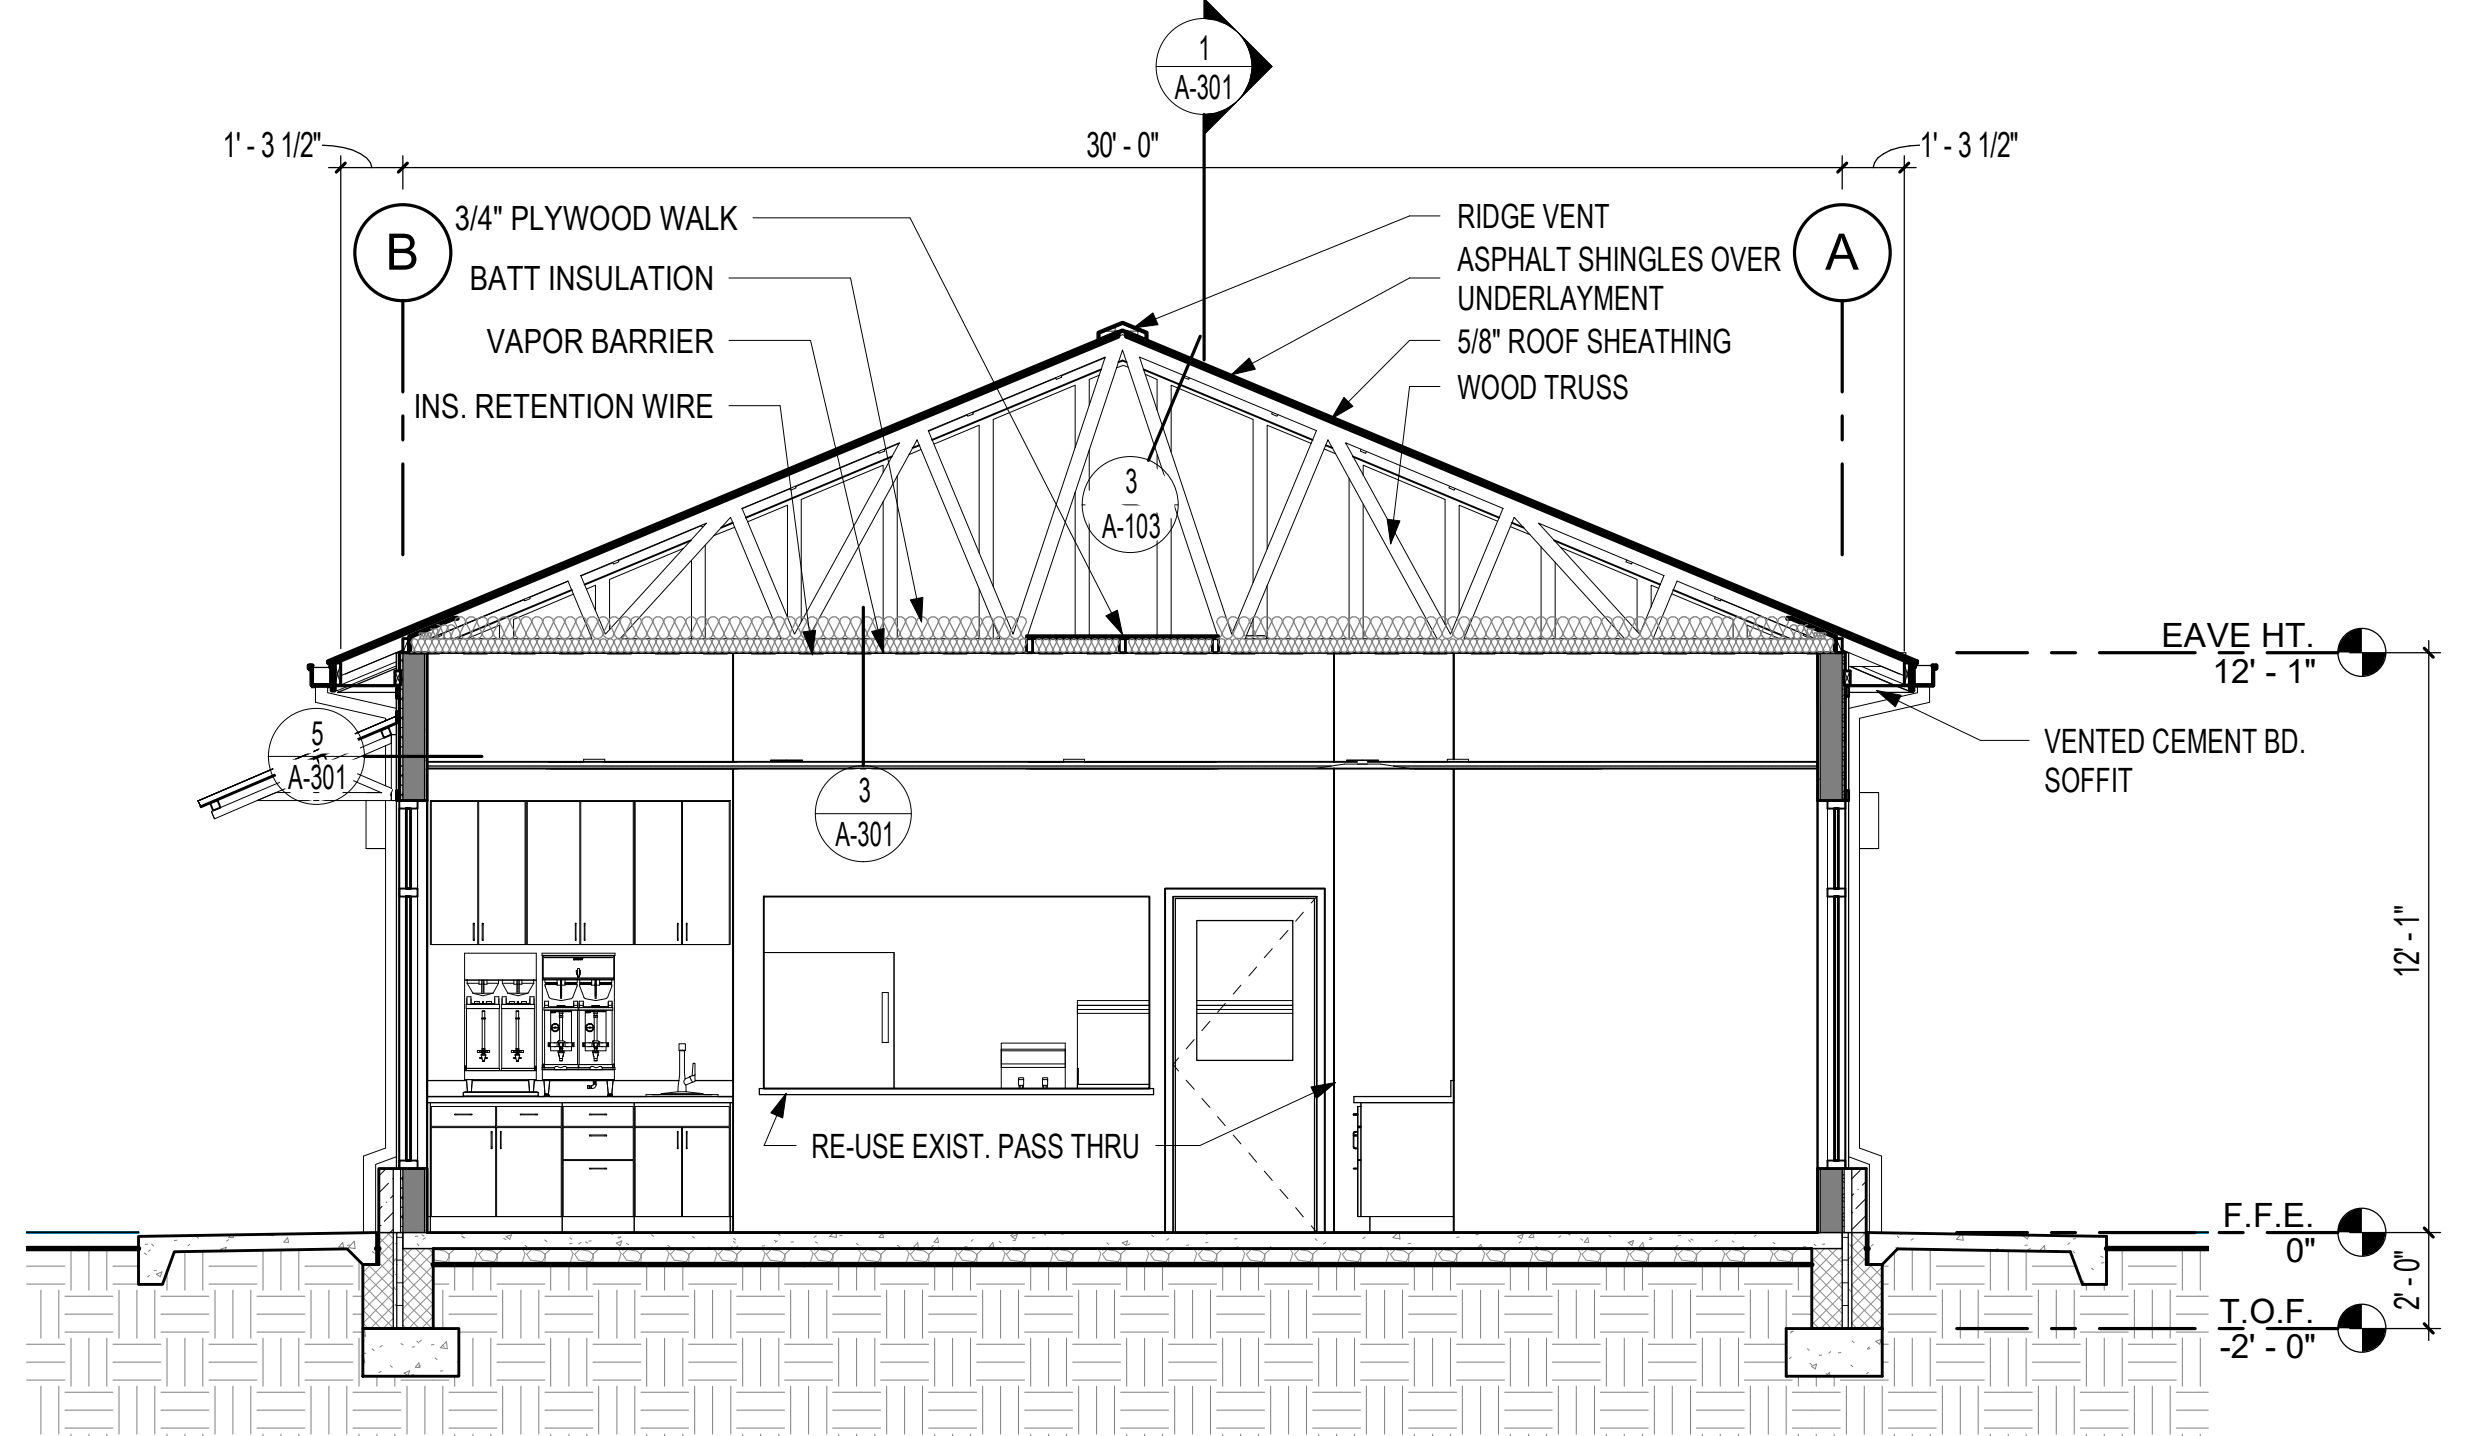 1
A-301
1' - 3 1/2"
30' - 0"
1' - 3 1/2"
B
A
3/4" PLYWOOD WALK
BATT INSULATION
VAPOR BARRIER
INS. RETENTION WIRE
RIDGE VENT
ASPHALT SHINGLES OVER
UNDERLAYMENT
5/8" ROOF SHEATHING
WOOD TRUSS
3
A-103
EAVE HT.
12' - 1"
5
A-301
VENTED CEMENT BD.
SOFFIT
3
A-301
12' - 1"
RE-USE EXIST. PASS THRU
F.F.E.
0"
2' - 0"
T.O.F.
-2' - 0"